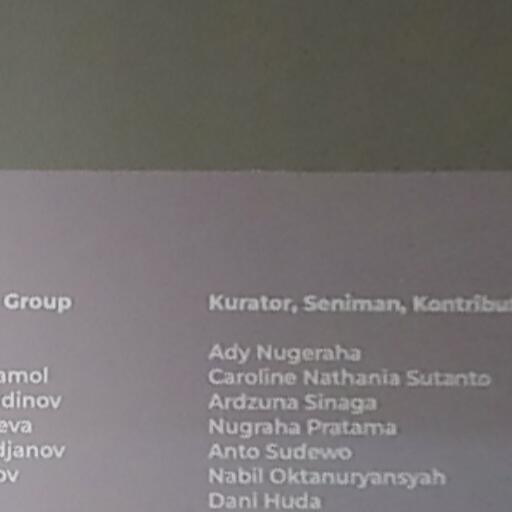 Group
amol
dinov
eva
djanov
ov
Kurator, Seniman, Kontribut
Ady Nugeraha
Caroline Nathania Sutanto
Ardzuna Sinaga
Nugraha Pratama
Anto Sudewo
Nabil Oktanuryansyah
Dani Huda